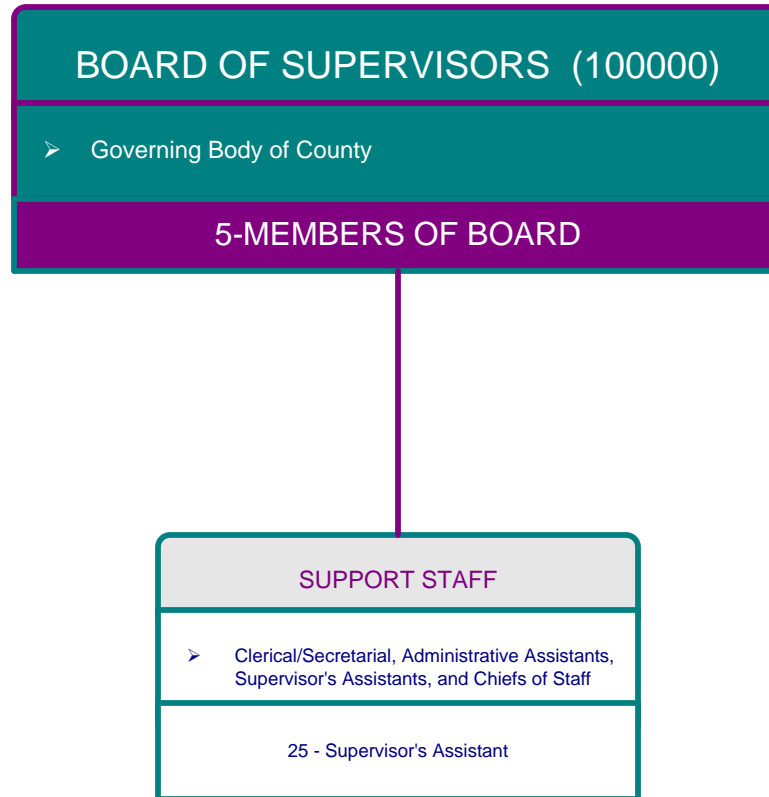 BOARD OF SUPERVISORS (100000)
➢ Governing Body of County
5-MEMBERS OF BOARD
SUPPORT STAFF
➢ Clerical/Secretarial, Administrative Assistants,
Supervisor's Assistants, and Chiefs of Staff
25 - Supervisor's Assistant